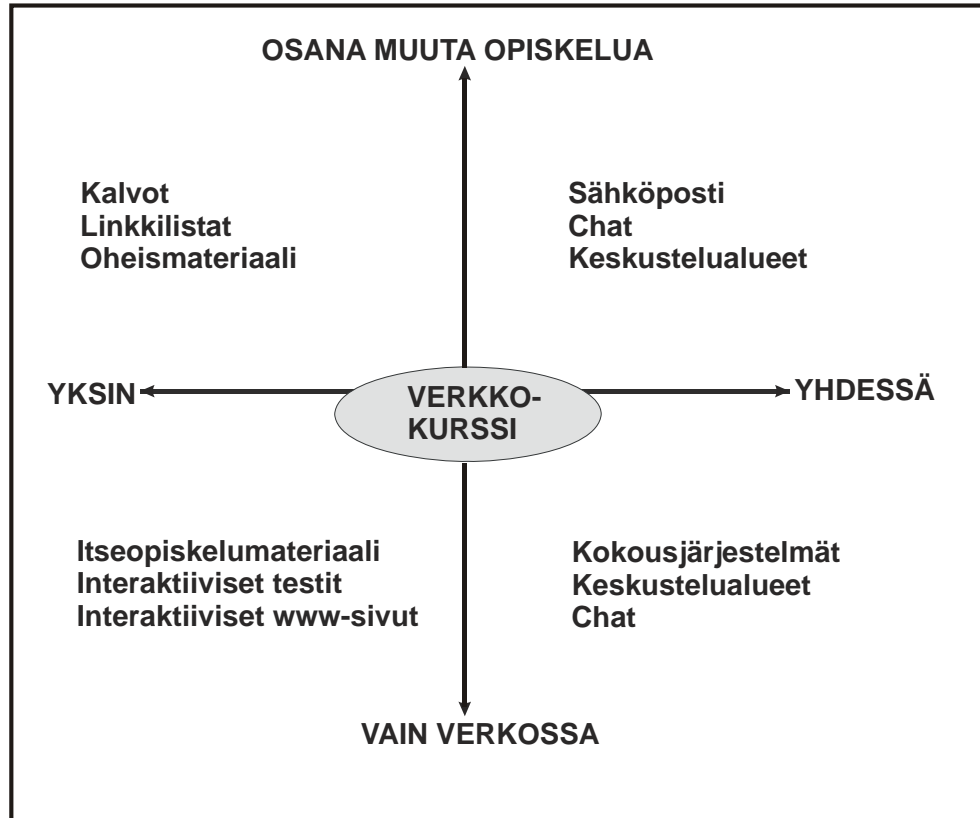 OSANA MUUTA OPISKELUA
Kalvot
Linkkilistat
Oheismateriaali
Sähköposti
Chat
Keskustelualueet
YKSIN
VERKKO-
KURSSI
YHDESSÄ
Itseopiskelumateriaali
Interaktiiviset testit
Interaktiiviset www-sivut
Kokousjärjestelmät
Keskustelualueet
Chat
VAIN VERKOSSA